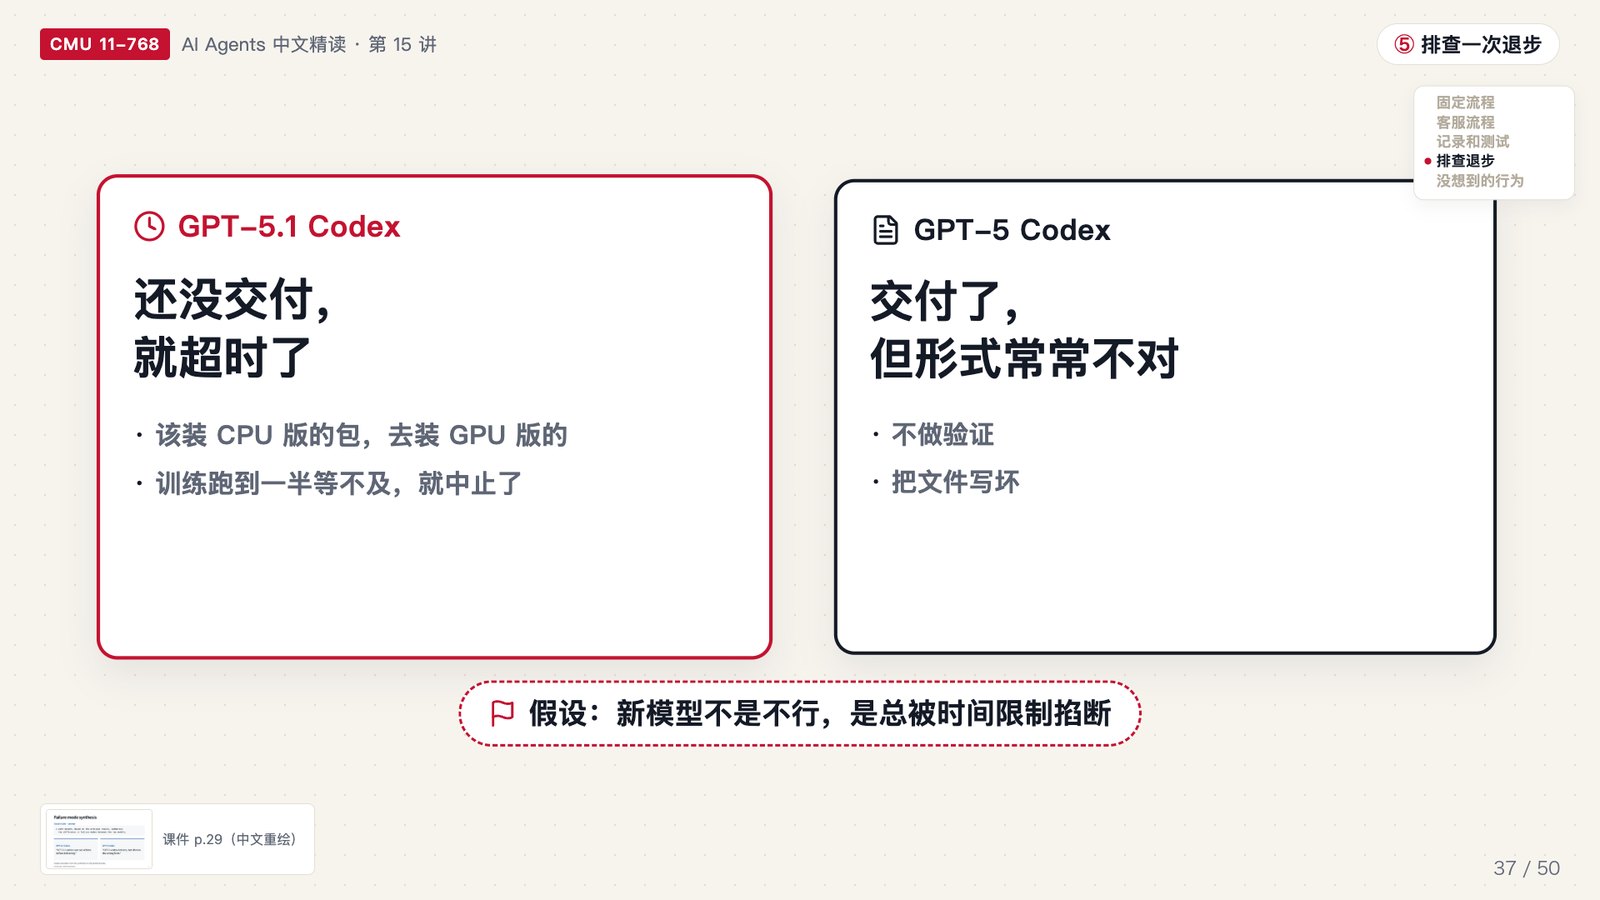 CMU 11-768 AI Agents 中文精读 · 第 15 讲
⑤ 排查一次退步
固定流程
客服流程
记录和测试
排查退步
没想到的行为
GPT-5.1 Codex
还没交付，
就超时了
· 该装 CPU 版的包，去装 GPU 版的
· 训练跑到一半等不及，就中止了
GPT-5 Codex
交付了，
但形式常常不对
· 不做验证
· 把文件写坏
假设：新模型不是不行，是总被时间限制掐断
Failure mode synthesis
课件 p.29（中文重绘）
37 / 50